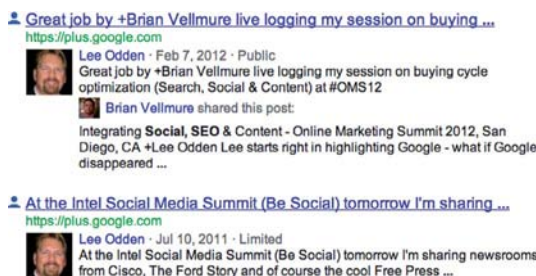 Great job by +Brian Vellmure live logging my session on buying ...
https://plus.google.com
Lee Odden · Feb 7, 2012 · Public
Great job by +Brian Vellmure live logging my session on buying cycle
optimization (Search, Social & Content) at #OMS12
Brian Vellmure shared this post:
Integrating Social, SEO & Content - Online Marketing Summit 2012, San
Diego, CA +Lee Odden Lee starts right in highlighting Google - what if Google
disappeared ...
At the Intel Social Media Summit (Be Social) tomorrow I'm sharing ...
https://plus.google.com
Lee Odden · Jul 10, 2011 · Limited
At the Intel Social Media Summit (Be Social) tomorrow I'm sharing newsrooms
from Cisco, The Ford Story and of course the cool Free Press ...